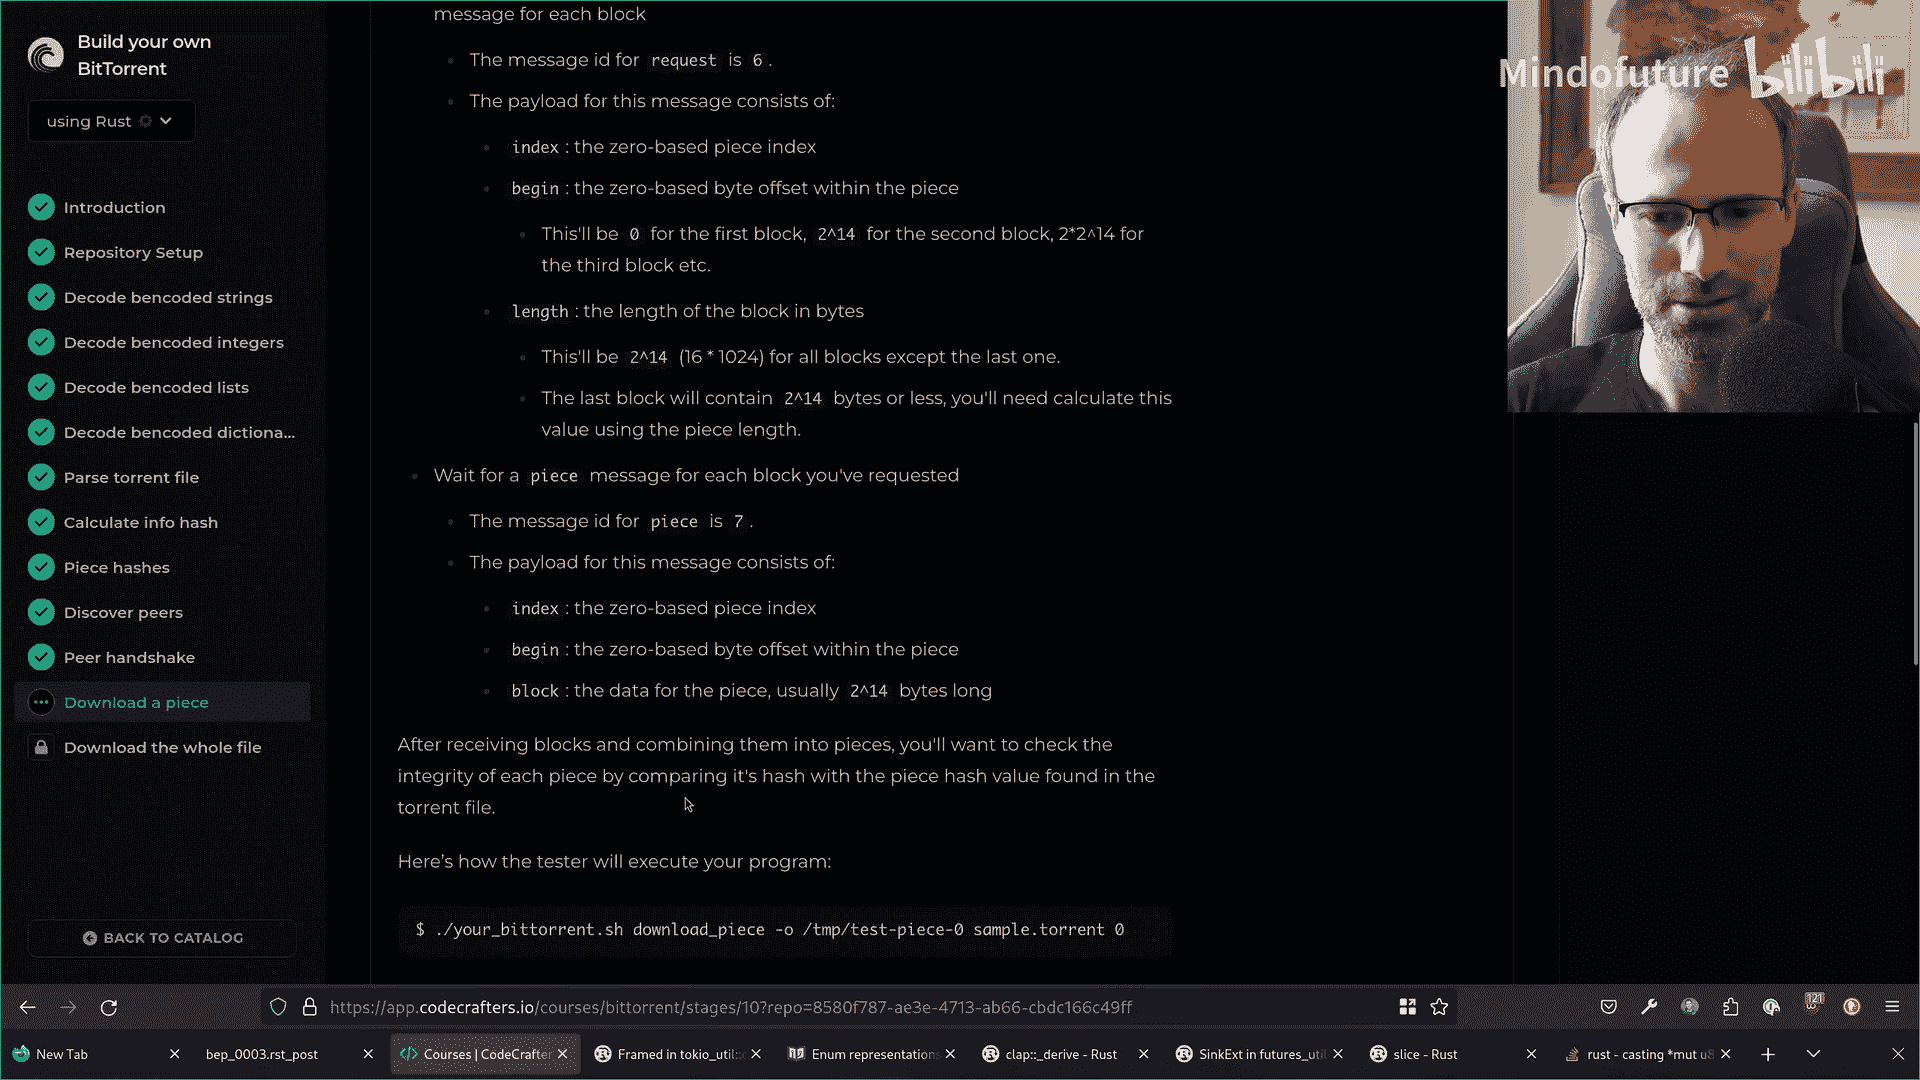 Build your own
BitTorrent
using Rust
Introduction
Repository Setup
Decode bencoded strings
Decode bencoded integers
Decode bencoded lists
Decode bencoded dictiona...
Parse torrent file
Calculate info hash
Piece hashes
Discover peers
Peer handshake
Download a piece
Download the whole file
BACK TO CATALOG
message for each block
The message id for request is 6 .
The payload for this message consists of:
index : the zero-based piece index
begin : the zero-based byte offset within the piece
This'll be 0 for the first block, 2^14 for the second block, 2*2^14 for
the third block etc.
length : the length of the block in bytes
This'll be 2^14 (16 * 1024) for all blocks except the last one.
The last block will contain 2^14 bytes or less, you'll need calculate this
value using the piece length.
Wait for a piece message for each block you've requested
The message id for piece is 7 .
The payload for this message consists of:
index : the zero-based piece index
begin : the zero-based byte offset within the piece
block : the data for the piece, usually 2^14 bytes long
After receiving blocks and combining them into pieces, you'll want to check the
integrity of each piece by comparing it's hash with the piece hash value found in the
torrent file.
Here's how the tester will execute your program:
$ ./your_bittorrent.sh download_piece -o /tmp/test-piece-0 sample.torrent 0
Mindofuture bilibili
https://app.codecrafters.io/courses/bittorrent/stages/10?repo=8580f787-ae3e-4713-ab66-cbdc166c49ff
121
New Tab
bep_0003.rst_post
Courses | CodeCrafter
Framed in tokio_util::
Enum representations
clap::_derive - Rust
SinkExt in futures_uti
slice - Rust
rust - casting *mut u8